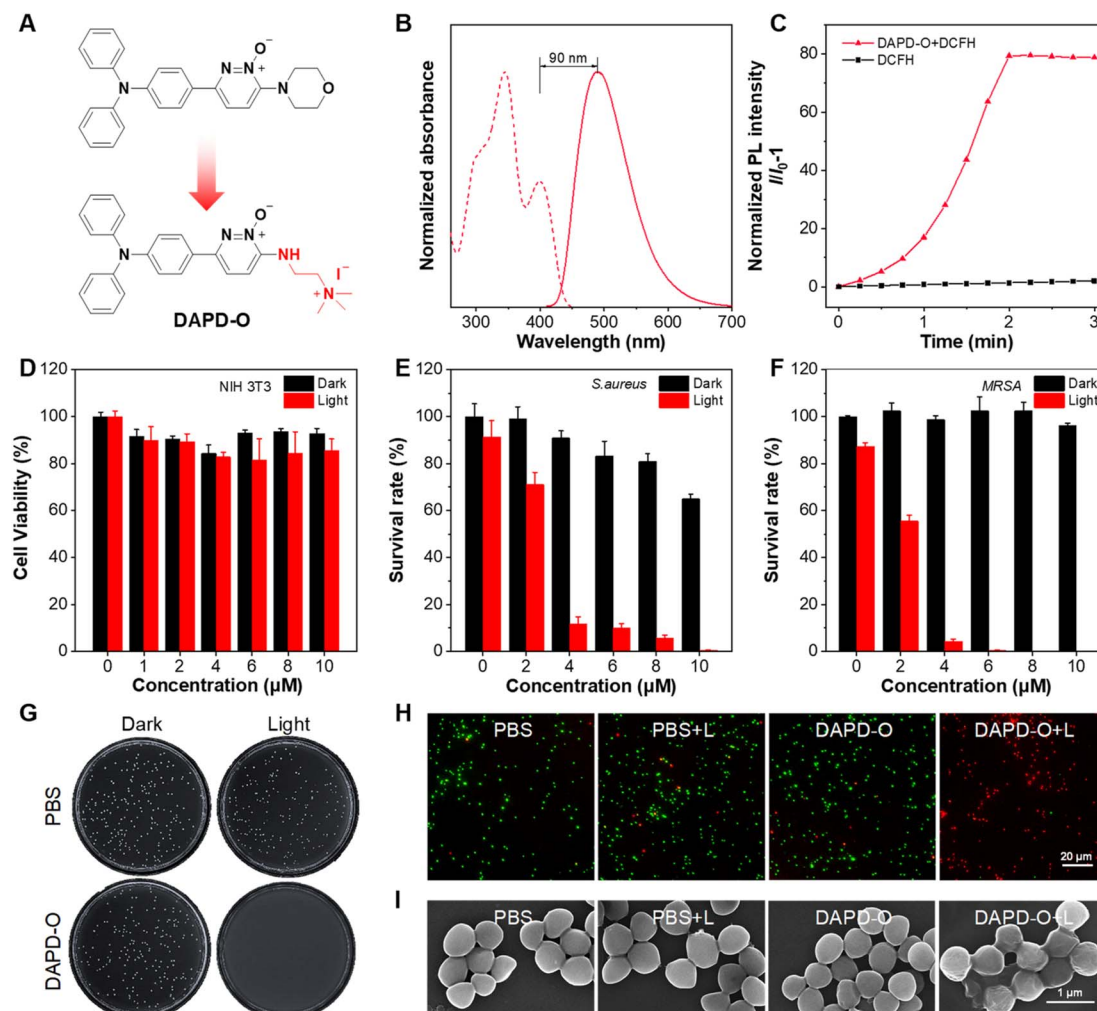 A
O⁻
N
N
N⁺
N
O
O⁻
N
N
N⁺
NH
I⁻
N⁺
DAPD-O
B
Normalized absorbance
90 nm
300 400 500 600 700
Wavelength (nm)
C
Normalized PL intensity
I/I₀-1
DAPD-O+DCFH
DCFH
80
60
40
20
0
0 1 2 3
Time (min)
D
Cell Viability (%)
NIH 3T3
Dark
Light
120
100
80
60
40
20
0
0 1 2 4 6 8 10
Concentration (µM)
E
Survival rate (%)
S.aureus
Dark
Light
120
100
80
60
40
20
0
0 2 4 6 8 10
Concentration (µM)
F
Survival rate (%)
MRSA
Dark
Light
120
100
80
60
40
20
0
0 2 4 6 8 10
Concentration (µM)
G
Dark Light
PBS
DAPD-O
H
PBS PBS+L DAPD-O DAPD-O+L
20 µm
I
PBS PBS+L DAPD-O DAPD-O+L
1 µm